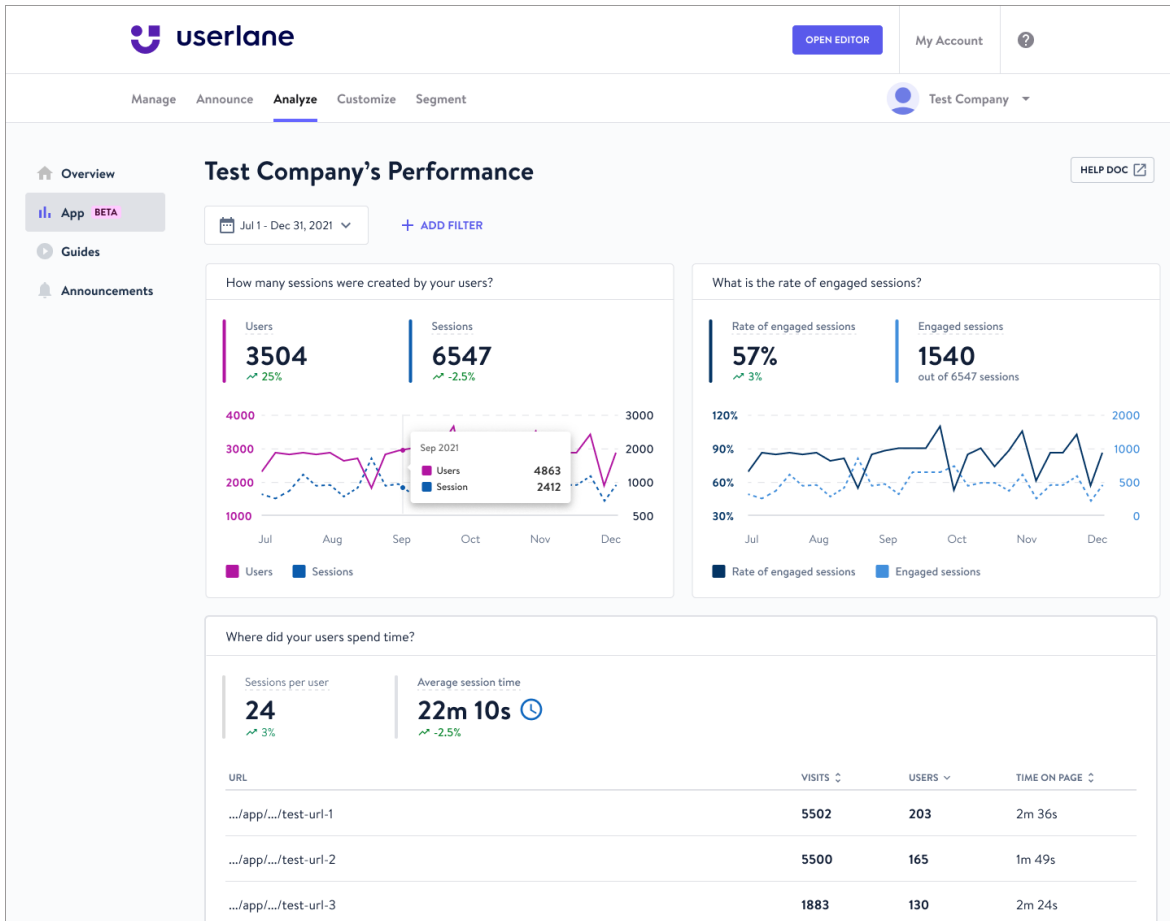 userlane
OPEN EDITOR
My Account
?
Manage Announce Analyze Customize Segment
Test Company
Overview
App BETA
Guides
Announcements
Test Company's Performance
HELP DOC
Jul 1 - Dec 31, 2021
ADD FILTER
How many sessions were created by your users?
Users
3504
25%
Sessions
6547
-2.5%
4000
3000
2000
1000
3000
2000
1000
500
Sep 2021
Users 4863
Session 2412
Jul Aug Sep Oct Nov Dec
Users Sessions
What is the rate of engaged sessions?
Rate of engaged sessions
57%
3%
Engaged sessions
1540
out of 6547 sessions
120%
90%
60%
30%
2000
1000
500
0
Jul Aug Sep Oct Nov Dec
Rate of engaged sessions Engaged sessions
Where did your users spend time?
Sessions per user
24
3%
Average session time
22m 10s
-2.5%
URL VISITS USERS TIME ON PAGE
.../app/.../test-url-1 5502 203 2m 36s
.../app/.../test-url-2 5500 165 1m 49s
.../app/.../test-url-3 1883 130 2m 24s